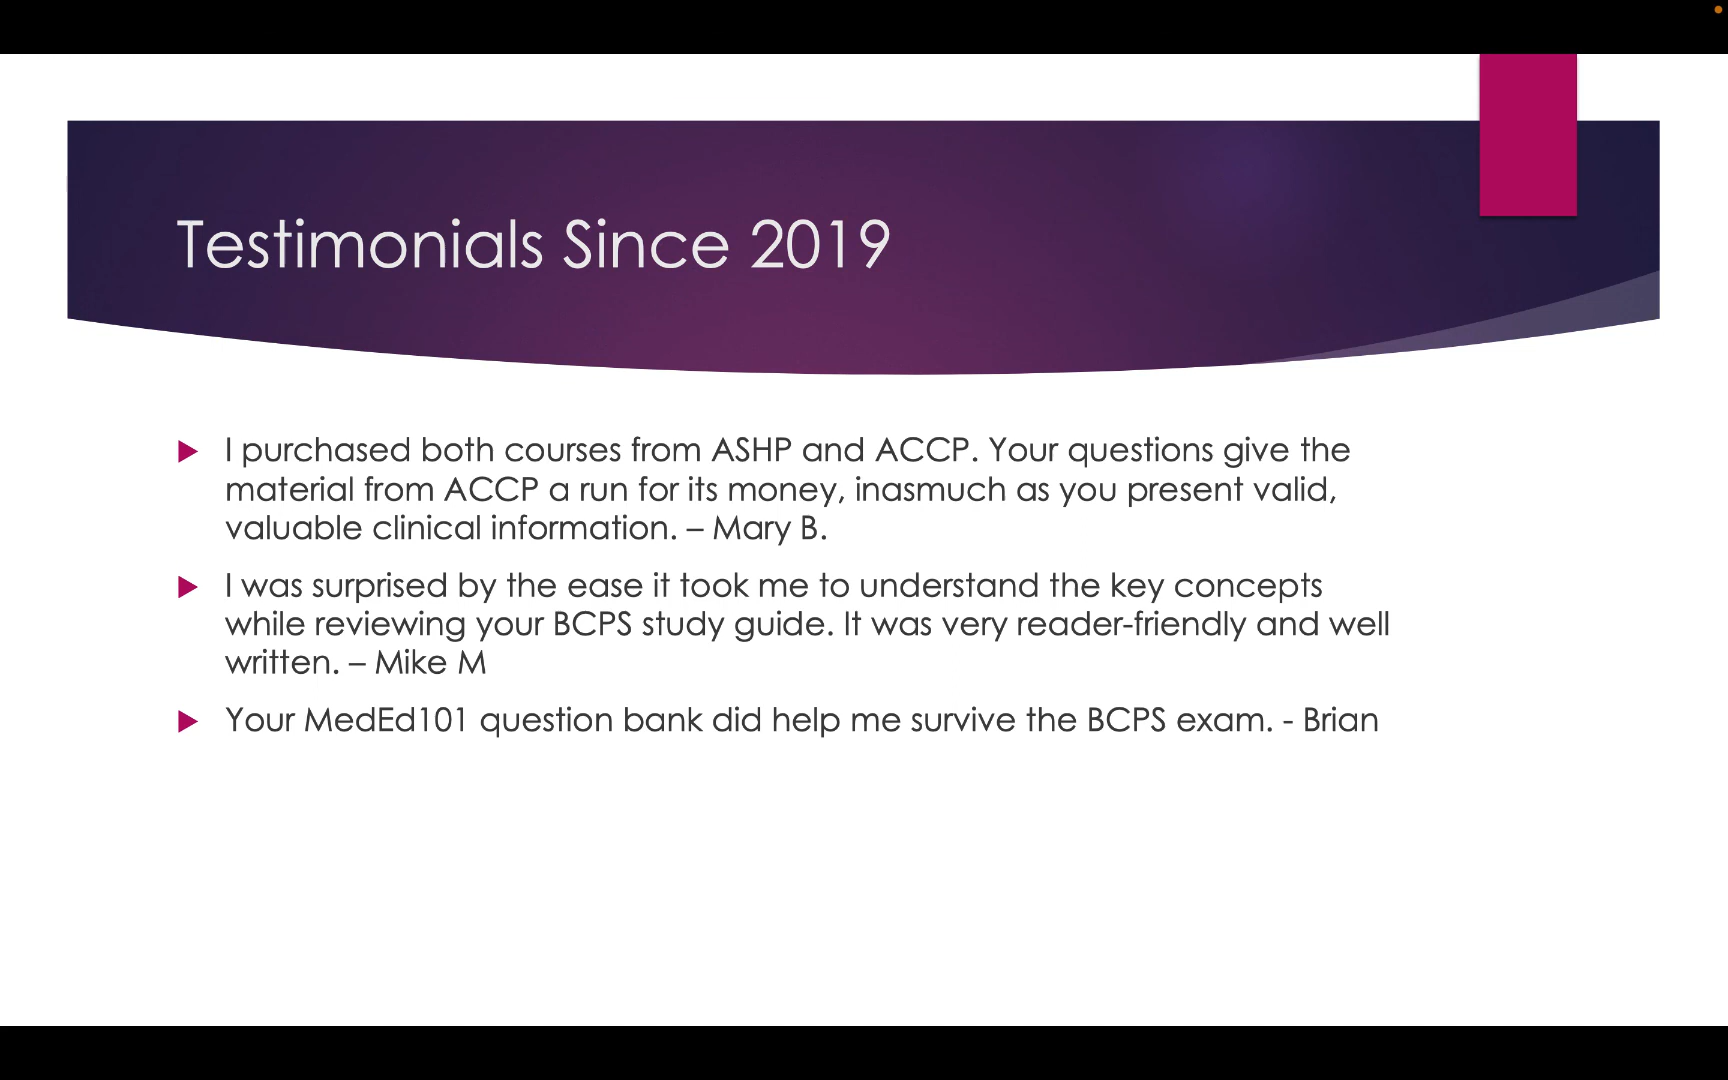 Testimonials Since 2019
I purchased both courses from ASHP and ACCP. Your questions give the
material from ACCP a run for its money, inasmuch as you present valid,
valuable clinical information. – Mary B.
I was surprised by the ease it took me to understand the key concepts
while reviewing your BCPS study guide. It was very reader-friendly and well
written. – Mike M
Your MedEd101 question bank did help me survive the BCPS exam. - Brian